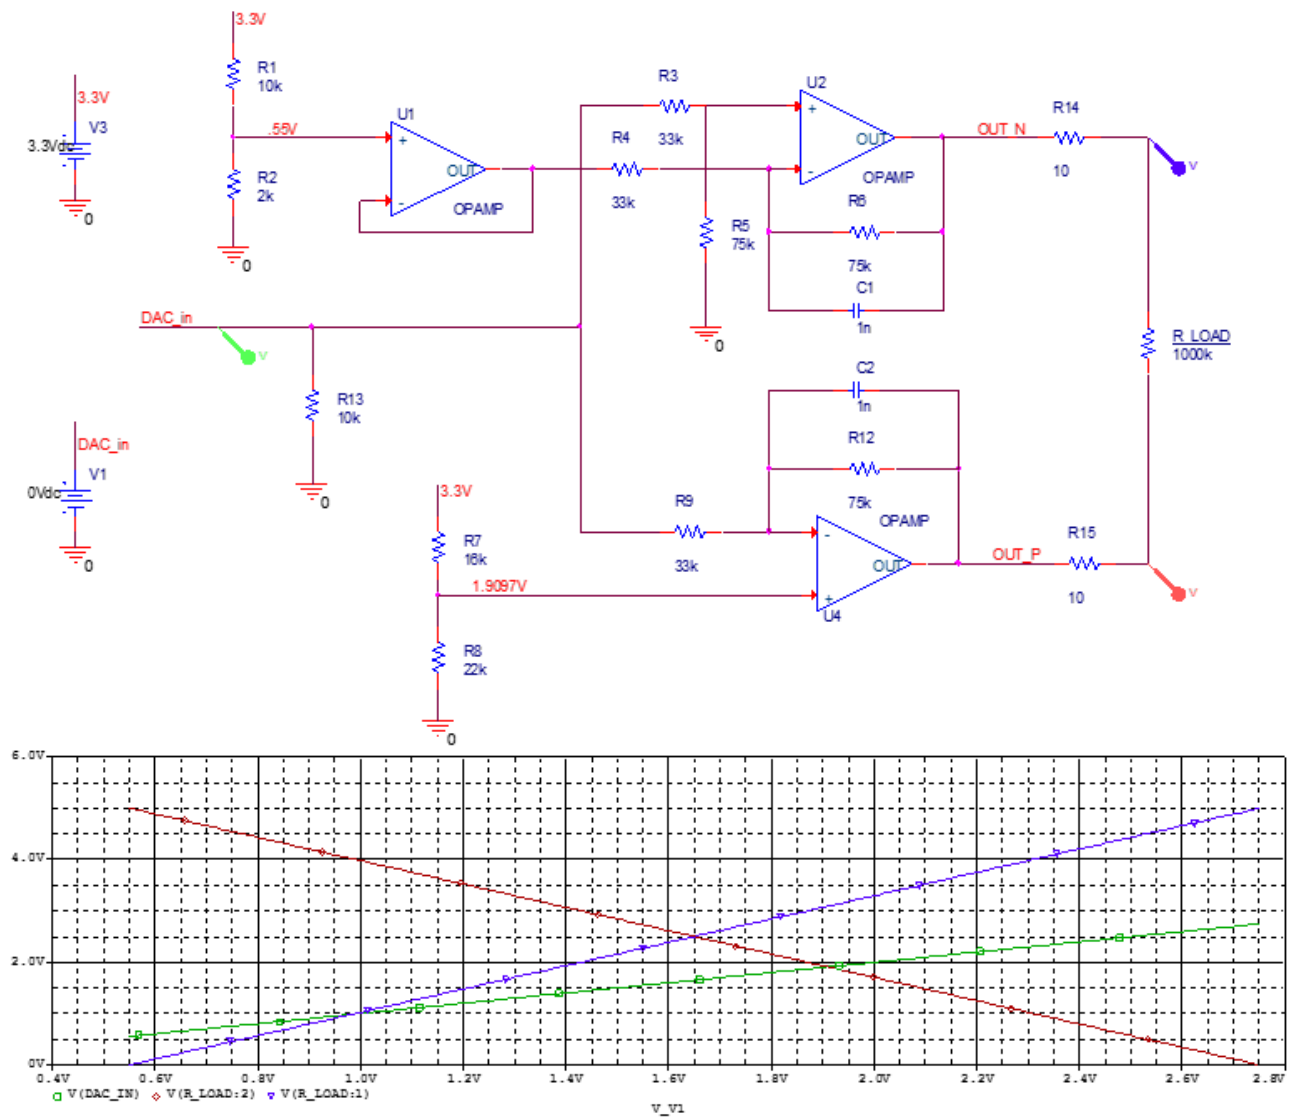 3.3V
R1
10k
3.3V
V3
3.3Vdc
0
.55V
U1
+
-
OUT
OPAMP
R2
2k
0
R3
33k
R4
33k
U2
+
-
OUT
OPAMP
OUT_N
R14
10
V
R5
75k
0
R6
75k
C1
1n
DAC_in
V
R13
10k
0
R_LOAD
1000k
DAC_in
V1
0Vdc
0
C2
1n
R12
75k
OPAMP
R9
33k
-
OUT
+
U4
OUT_P
R15
10
V
3.3V
R7
16k
1.9097V
R8
22k
0
6.0V
4.0V
2.0V
0V
0.4V 0.6V 0.8V 1.0V 1.2V 1.4V 1.6V 1.8V 2.0V 2.2V 2.4V 2.6V 2.8V
V(DAC_IN) V(R_LOAD:2) V(R_LOAD:1)
V_V1